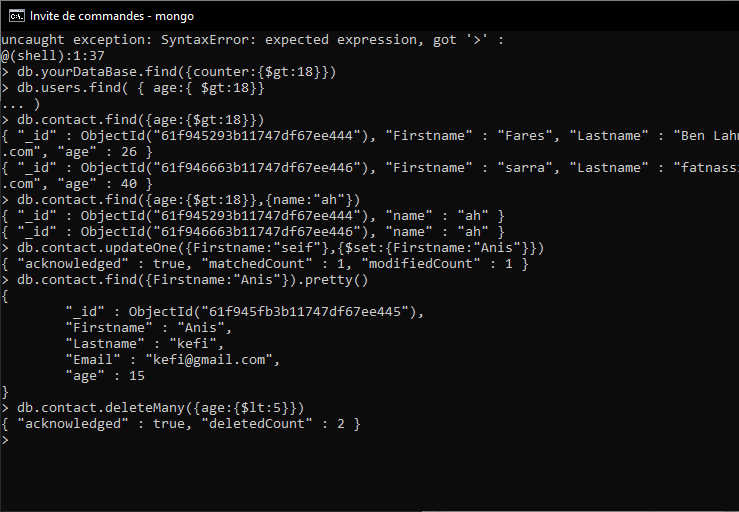 Invite de commandes - mongo
uncaught exception: SyntaxError: expected expression, got '>' :
@(shell):1:37
> db.yourDataBase.find({counter:{$gt:18}})
> db.users.find( { age:{ $gt:18}}
... )
> db.contact.find({age:{$gt:18}})
{ "_id" : ObjectId("61f945293b11747df67ee444"), "Firstname" : "Fares", "Lastname" : "Ben Lah
.com", "age" : 26 }
{ "_id" : ObjectId("61f946663b11747df67ee446"), "Firstname" : "sarra", "Lastname" : "fatnass
.com", "age" : 40 }
> db.contact.find({age:{$gt:18}},{name:"ah"})
{ "_id" : ObjectId("61f945293b11747df67ee444"), "name" : "ah" }
{ "_id" : ObjectId("61f946663b11747df67ee446"), "name" : "ah" }
> db.contact.updateOne({Firstname:"seif"},{$set:{Firstname:"Anis"}})
{ "acknowledged" : true, "matchedCount" : 1, "modifiedCount" : 1 }
> db.contact.find({Firstname:"Anis"}).pretty()
{
        "_id" : ObjectId("61f945fb3b11747df67ee445"),
        "Firstname" : "Anis",
        "Lastname" : "kefi",
        "Email" : "kefi@gmail.com",
        "age" : 15
}
> db.contact.deleteMany({age:{$lt:5}})
{ "acknowledged" : true, "deletedCount" : 2 }
>